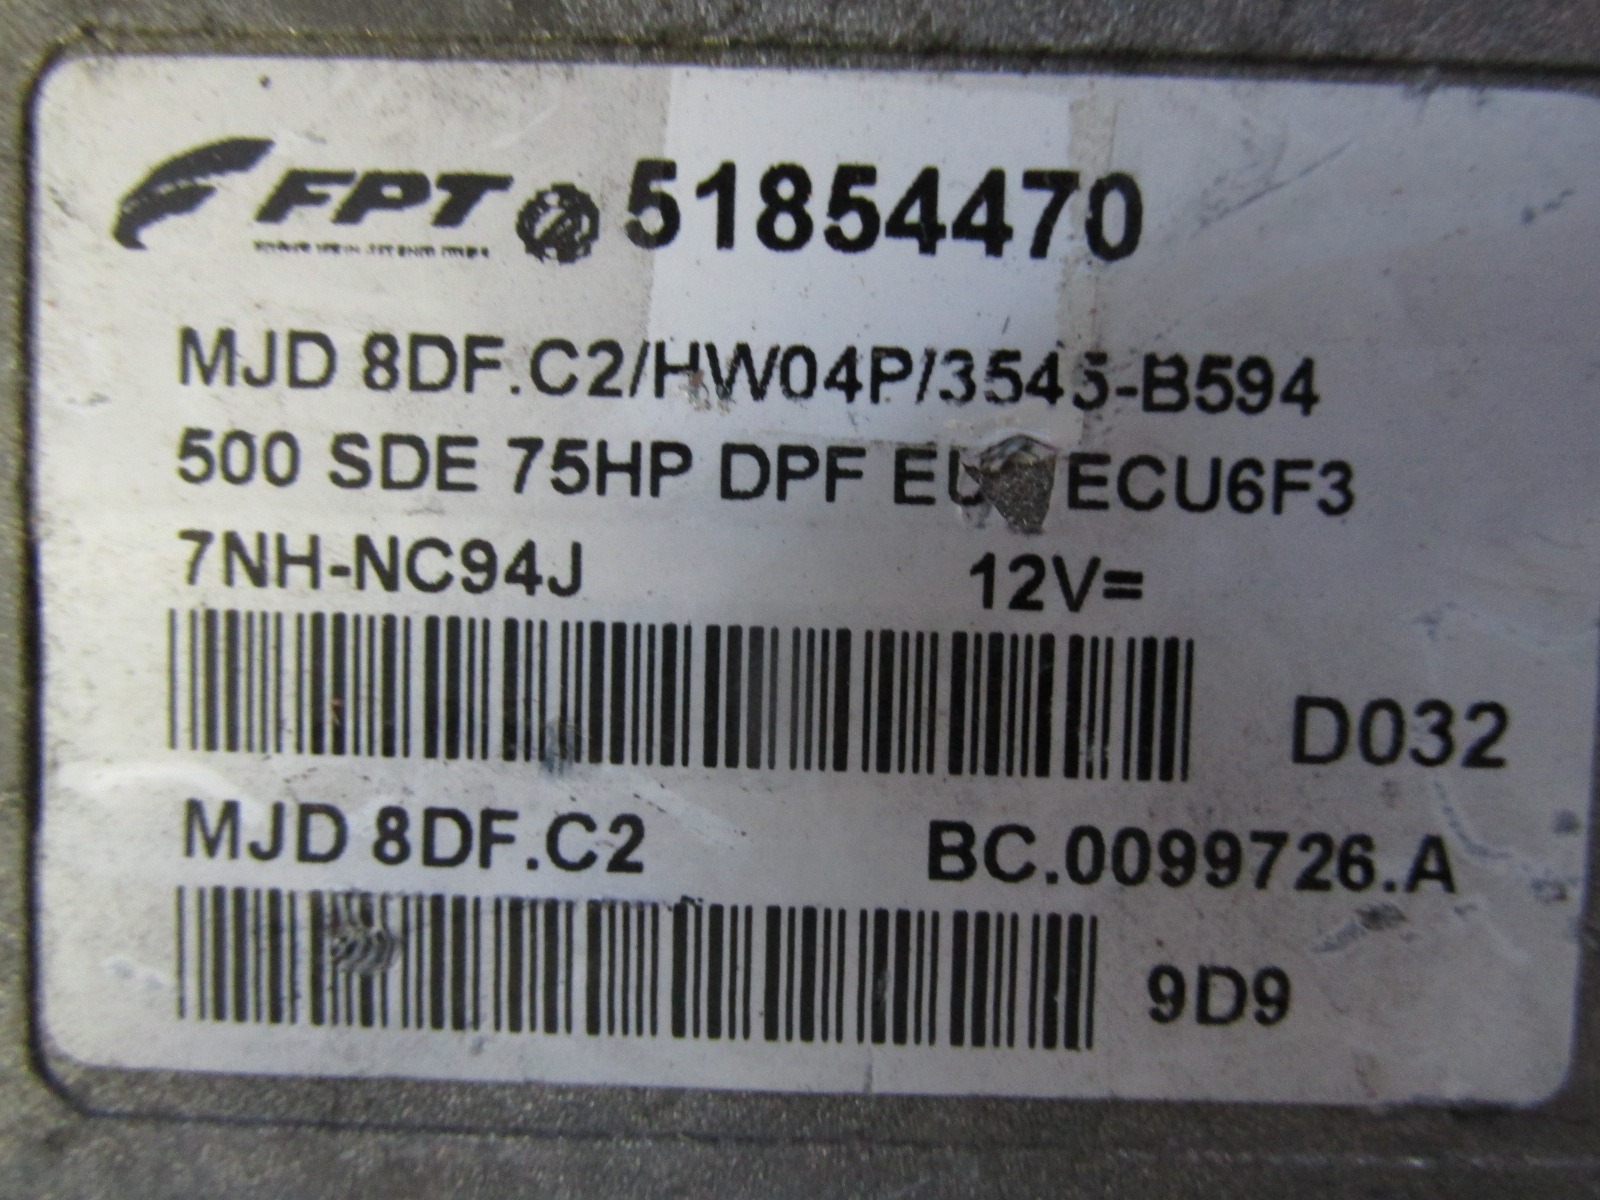 FPT 51854470
MJD 8DF.C2/HW04P/3545-B594
500 SDE 75HP DPF ECU6F3
7NH-NC94J 12V=
D032
MJD 8DF.C2 BC.0099726.A
9D9